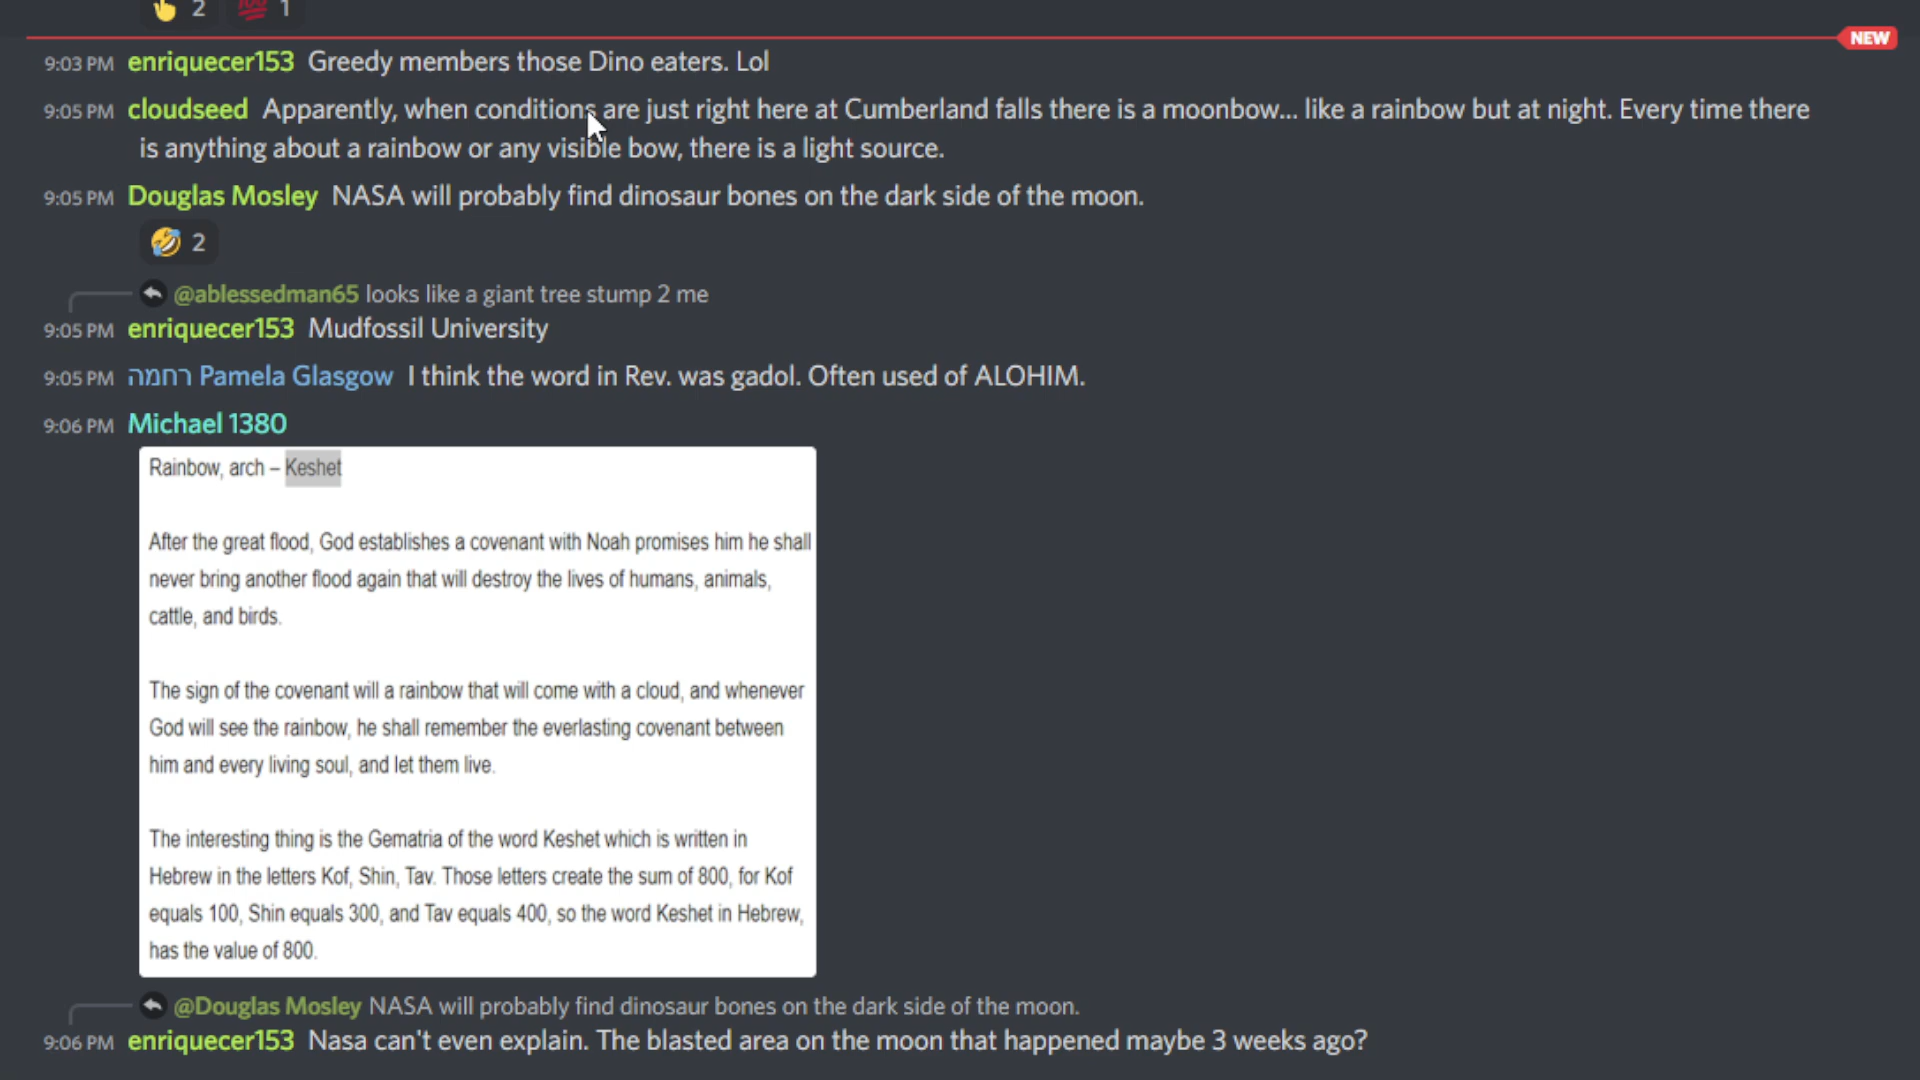 2 1
NEW
9:03 PM enriquecer153 Greedy members those Dino eaters. Lol
9:05 PM cloudseed Apparently, when conditions are just right here at Cumberland falls there is a moonbow... like a rainbow but at night. Every time there
is anything about a rainbow or any visible bow, there is a light source.
9:05 PM Douglas Mosley NASA will probably find dinosaur bones on the dark side of the moon.
2
@ablessedman65 looks like a giant tree stump 2 me
9:05 PM enriquecer153 Mudfossil University
9:05 PM רחמה Pamela Glasgow I think the word in Rev. was gadol. Often used of ALOHIM.
9:06 PM Michael 1380
Rainbow, arch – Keshet
After the great flood, God establishes a covenant with Noah promises him he shall
never bring another flood again that will destroy the lives of humans, animals,
cattle, and birds.
The sign of the covenant will a rainbow that will come with a cloud, and whenever
God will see the rainbow, he shall remember the everlasting covenant between
him and every living soul, and let them live.
The interesting thing is the Gematria of the word Keshet which is written in
Hebrew in the letters Kof, Shin, Tav. Those letters create the sum of 800, for Kof
equals 100, Shin equals 300, and Tav equals 400, so the word Keshet in Hebrew,
has the value of 800.
@Douglas Mosley NASA will probably find dinosaur bones on the dark side of the moon.
9:06 PM enriquecer153 Nasa can't even explain. The blasted area on the moon that happened maybe 3 weeks ago?